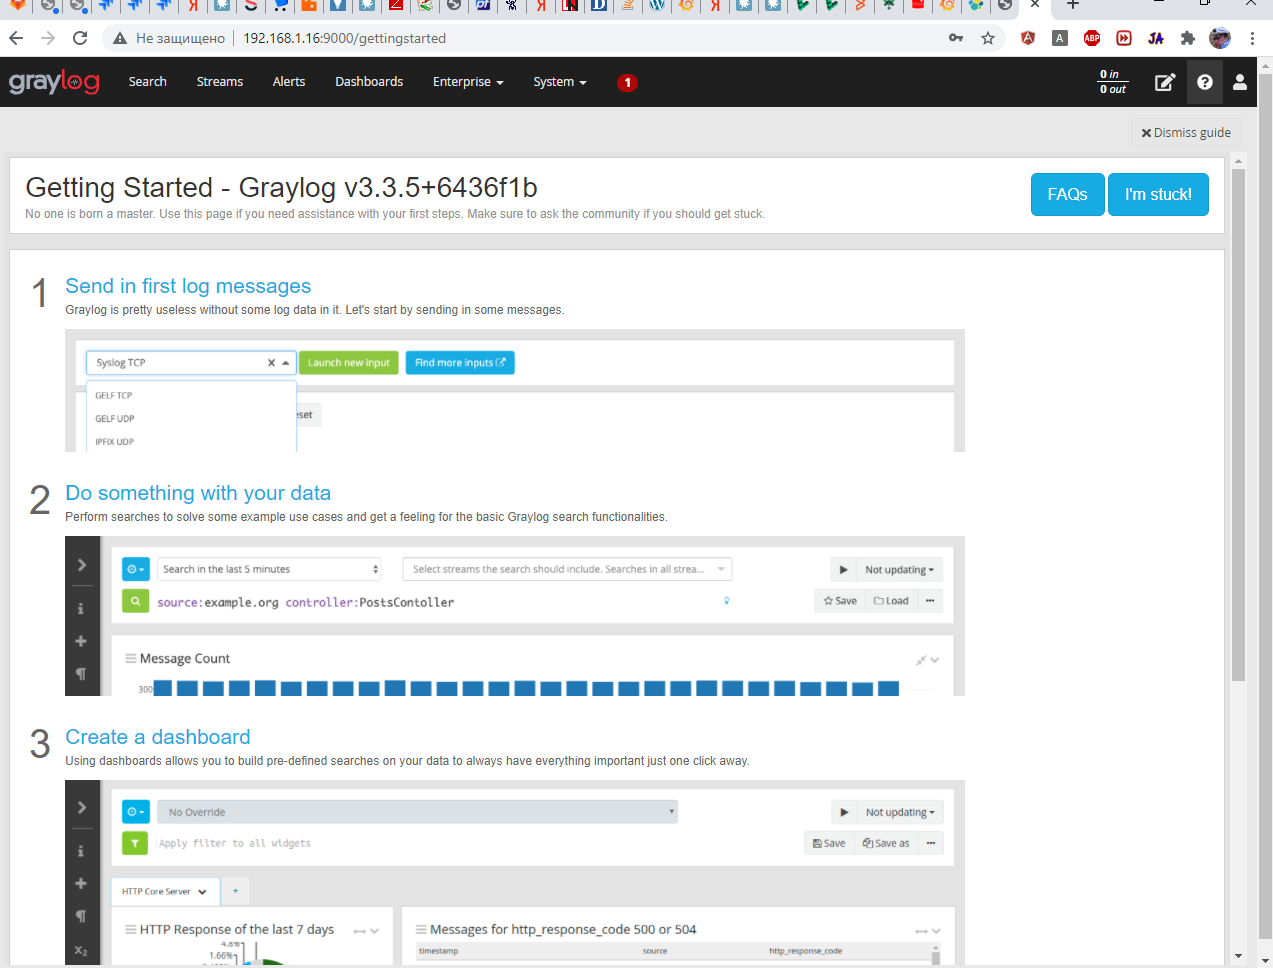 Не защищено
192.168.1.16:9000/gettingstarted
graylog
Search
Streams
Alerts
Dashboards
Enterprise
System
1
0 in
0 out
Dismiss guide
Getting Started - Graylog v3.3.5+6436f1b
No one is born a master. Use this page if you need assistance with your first steps. Make sure to ask the community if you should get stuck.
FAQs
I'm stuck!
1
Send in first log messages
Graylog is pretty useless without some log data in it. Let's start by sending in some messages.
Syslog TCP
Launch new input
Find more inputs
GELF TCP
GELF UDP
IPFIX UDP
eset
2
Do something with your data
Perform searches to solve some example use cases and get a feeling for the basic Graylog search functionalities.
Search in the last 5 minutes
Select streams the search should include. Searches in all strea...
Not updating
source:example.org controller:PostsContoller
Save
Load
Message Count
300
3
Create a dashboard
Using dashboards allows you to build pre-defined searches on your data to always have everything important just one click away.
No Override
Not updating
Apply filter to all widgets
Save
Save as
HTTP Core Server
HTTP Response of the last 7 days
4.8%
1.66%
Messages for http_response_code 500 or 504
timestamp
source
http_response_code